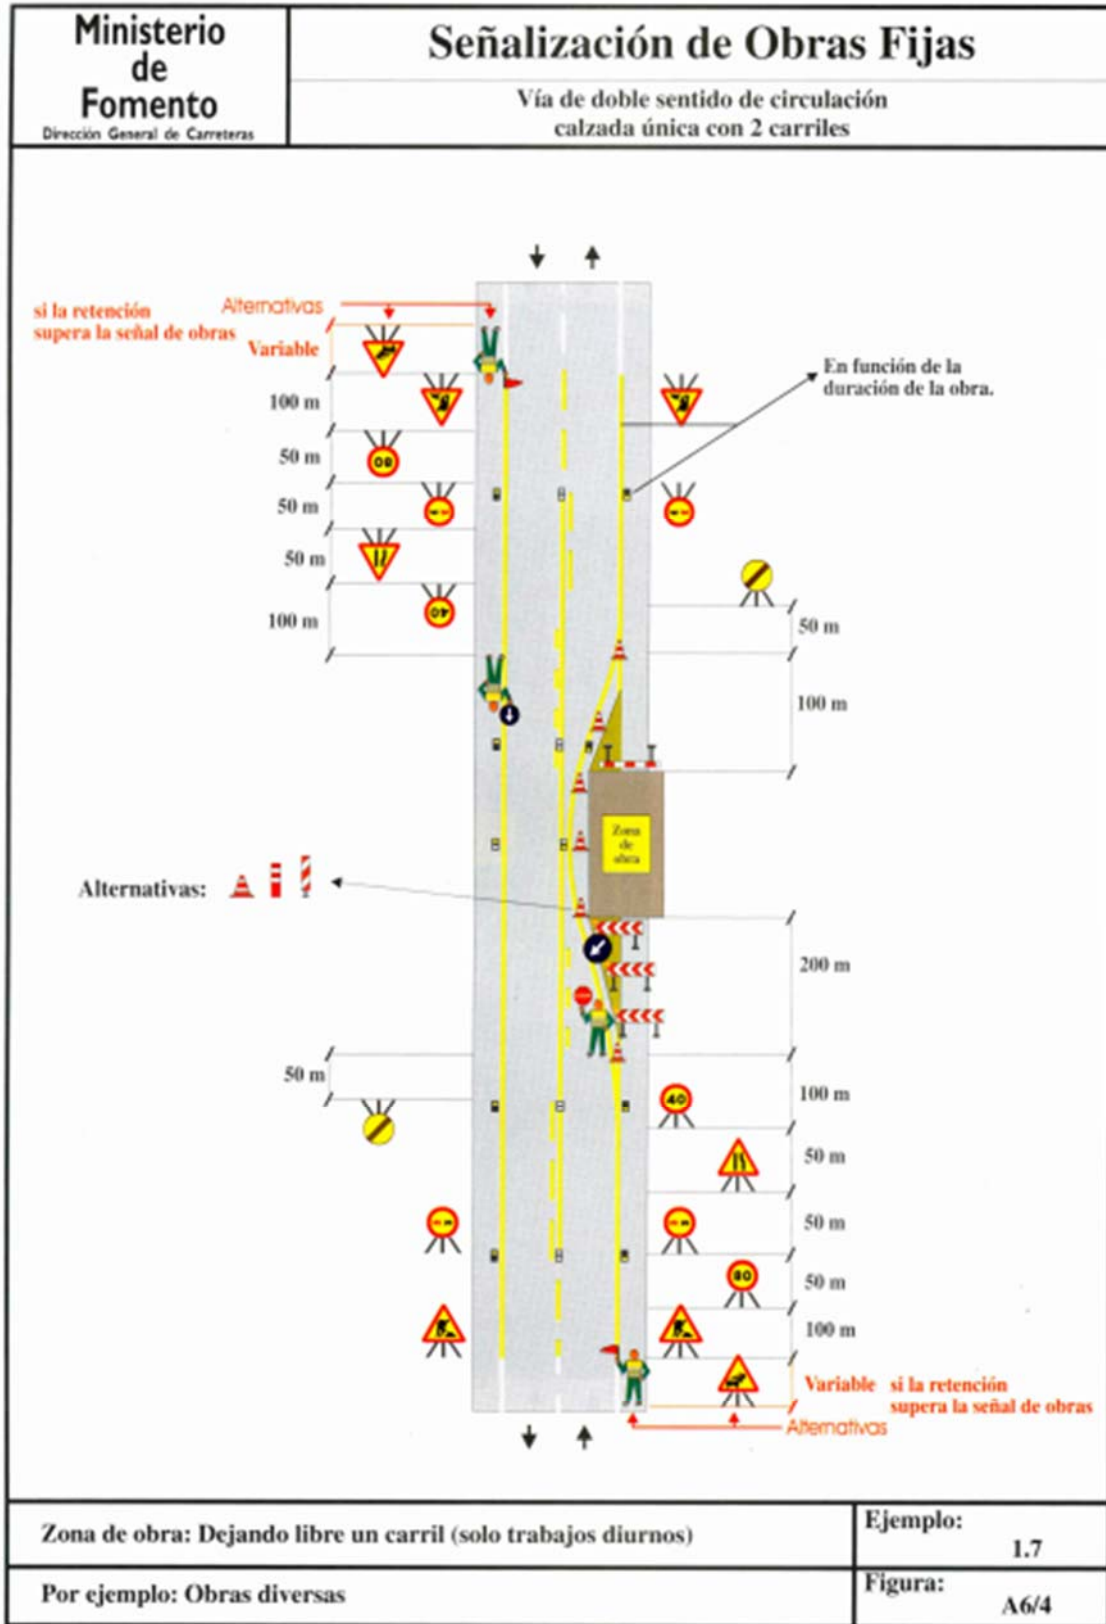 Ministerio
de
Fomento
Dirección General de Carreteras
Señalización de Obras Fijas
Vía de doble sentido de circulación
calzada única con 2 carriles
si la retención
supera la señal de obras
Alternativas
Variable
100 m
50 m
50 m
50 m
100 m
80
40
En función de la
duración de la obra.
50 m
100 m
Zona
de
obra
Alternativas:
200 m
50 m
100 m
50 m
50 m
50 m
100 m
40
80
Variable
si la retención
supera la señal de obras
Alternativas
Zona de obra: Dejando libre un carril (solo trabajos diurnos)
Ejemplo:
1.7
Por ejemplo: Obras diversas
Figura:
A6/4